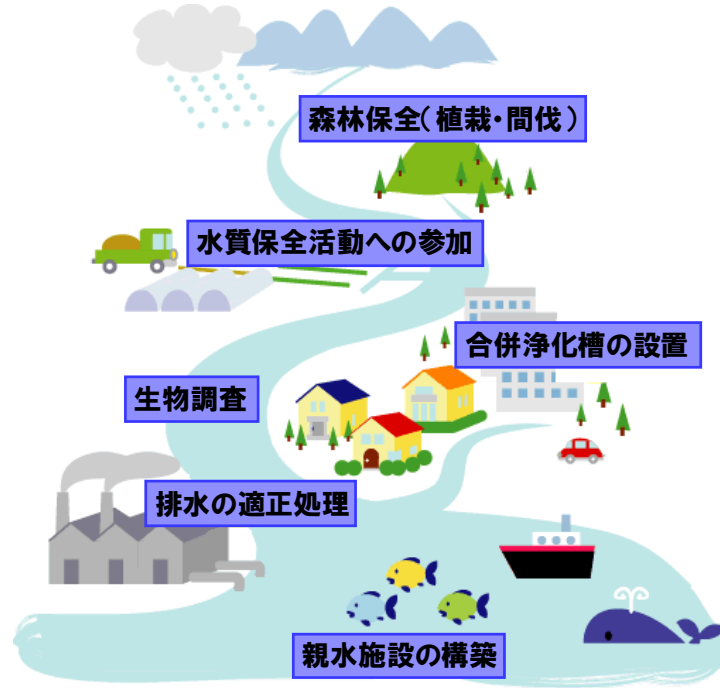 森林保全(植栽・間伐)
水質保全活動への参加
合併浄化槽の設置
生物調査
排水の適正処理
親水施設の構築